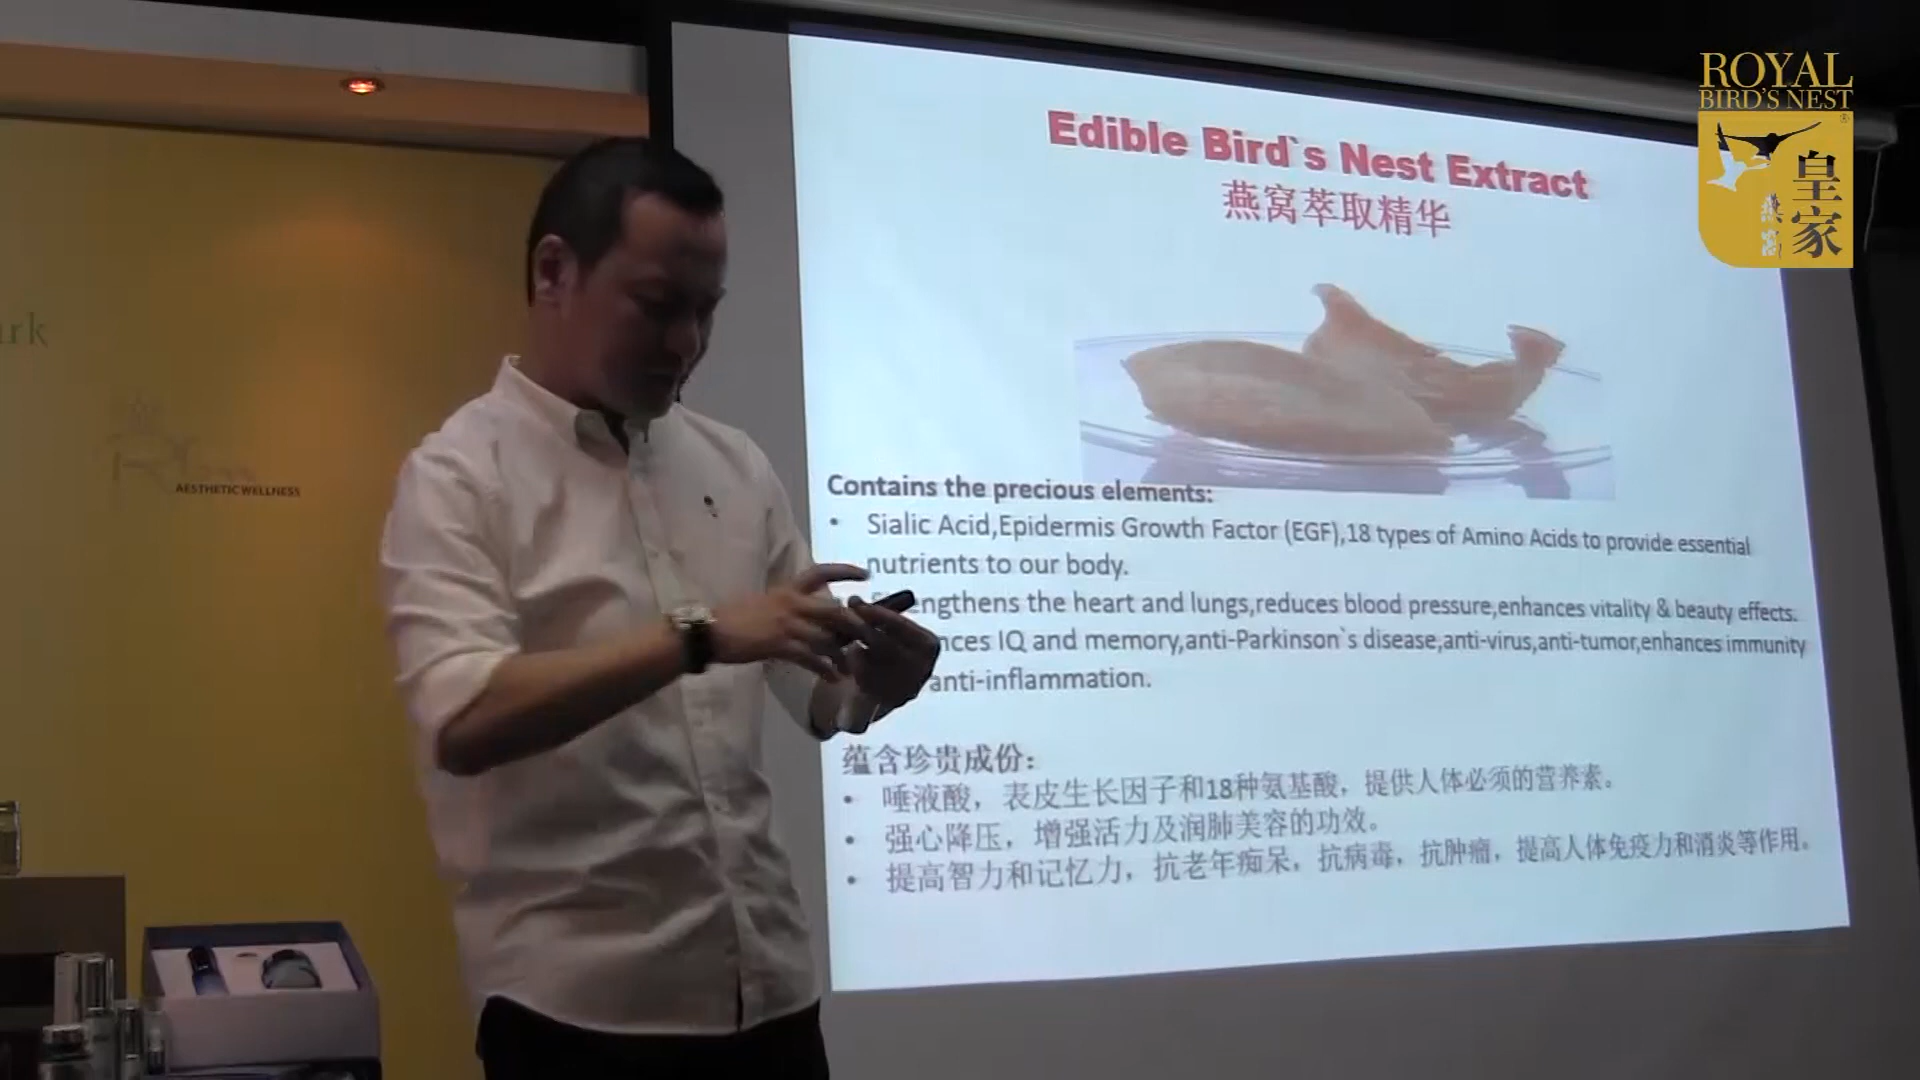 ROYAL
BIRD'S NEST
®
皇家
燕窩
Edible Bird`s Nest Extract
燕窝萃取精华
ark
AESTHETIC WELLNESS
Contains the precious elements:
• Sialic Acid,Epidermis Growth Factor (EGF),18 types of Amino Acids to provide essential
nutrients to our body.
engthens the heart and lungs,reduces blood pressure,enhances vitality & beauty effects.
nces IQ and memory,anti-Parkinson`s disease,anti-virus,anti-tumor,enhances immunity
anti-inflammation.
蕴含珍贵成份：
• 唾液酸，表皮生长因子和18种氨基酸，提供人体必须的营养素。
• 强心降压，增强活力及润肺美容的功效。
• 提高智力和记忆力，抗老年痴呆，抗病毒，抗肿瘤，提高人体免疫力和消炎等作用。